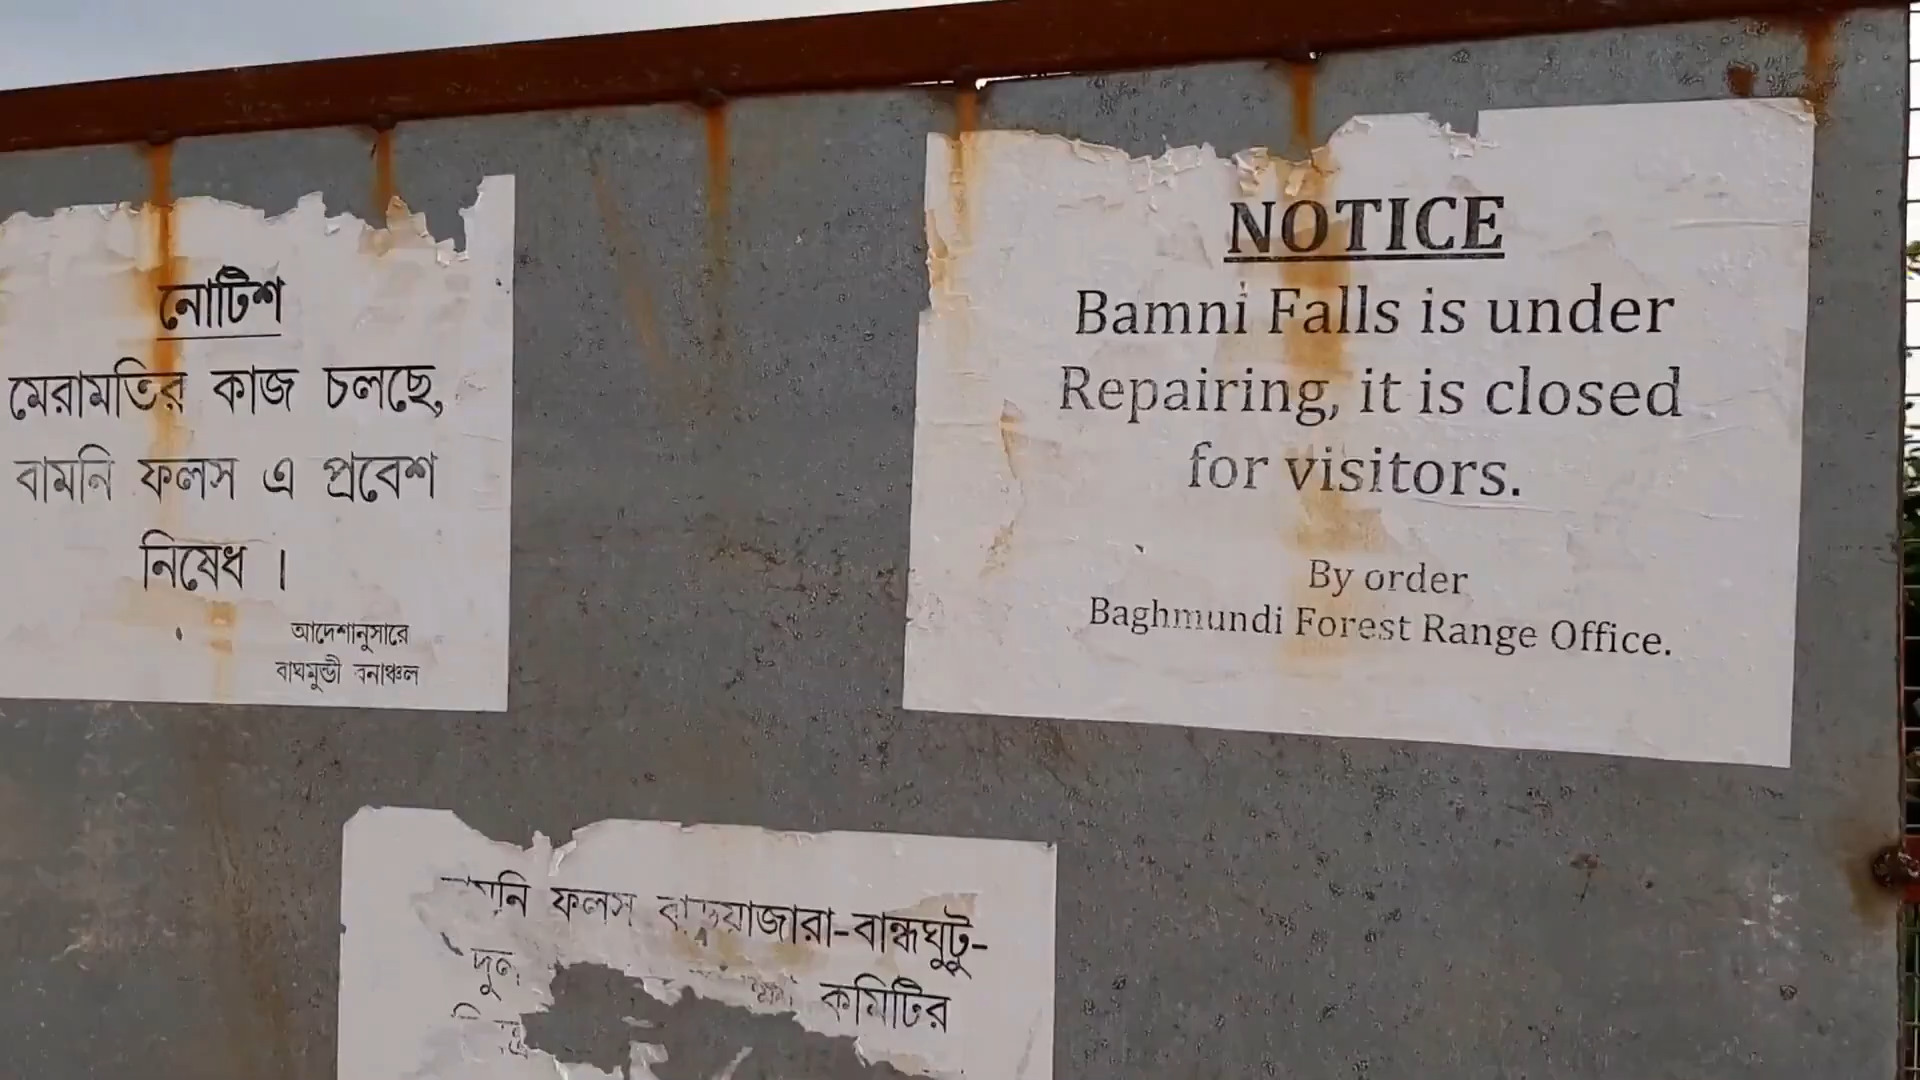 নোটিশ
মেরামতির কাজ চলছে,
বামনি ফলস এ প্রবেশ
নিষেধ ।
আদেশানুসারে
বাঘমুন্ডী বনাঞ্চল
NOTICE
Bamni Falls is under
Repairing, it is closed
for visitors.
By order
Baghmundi Forest Range Office.
ফলস
কমিটির